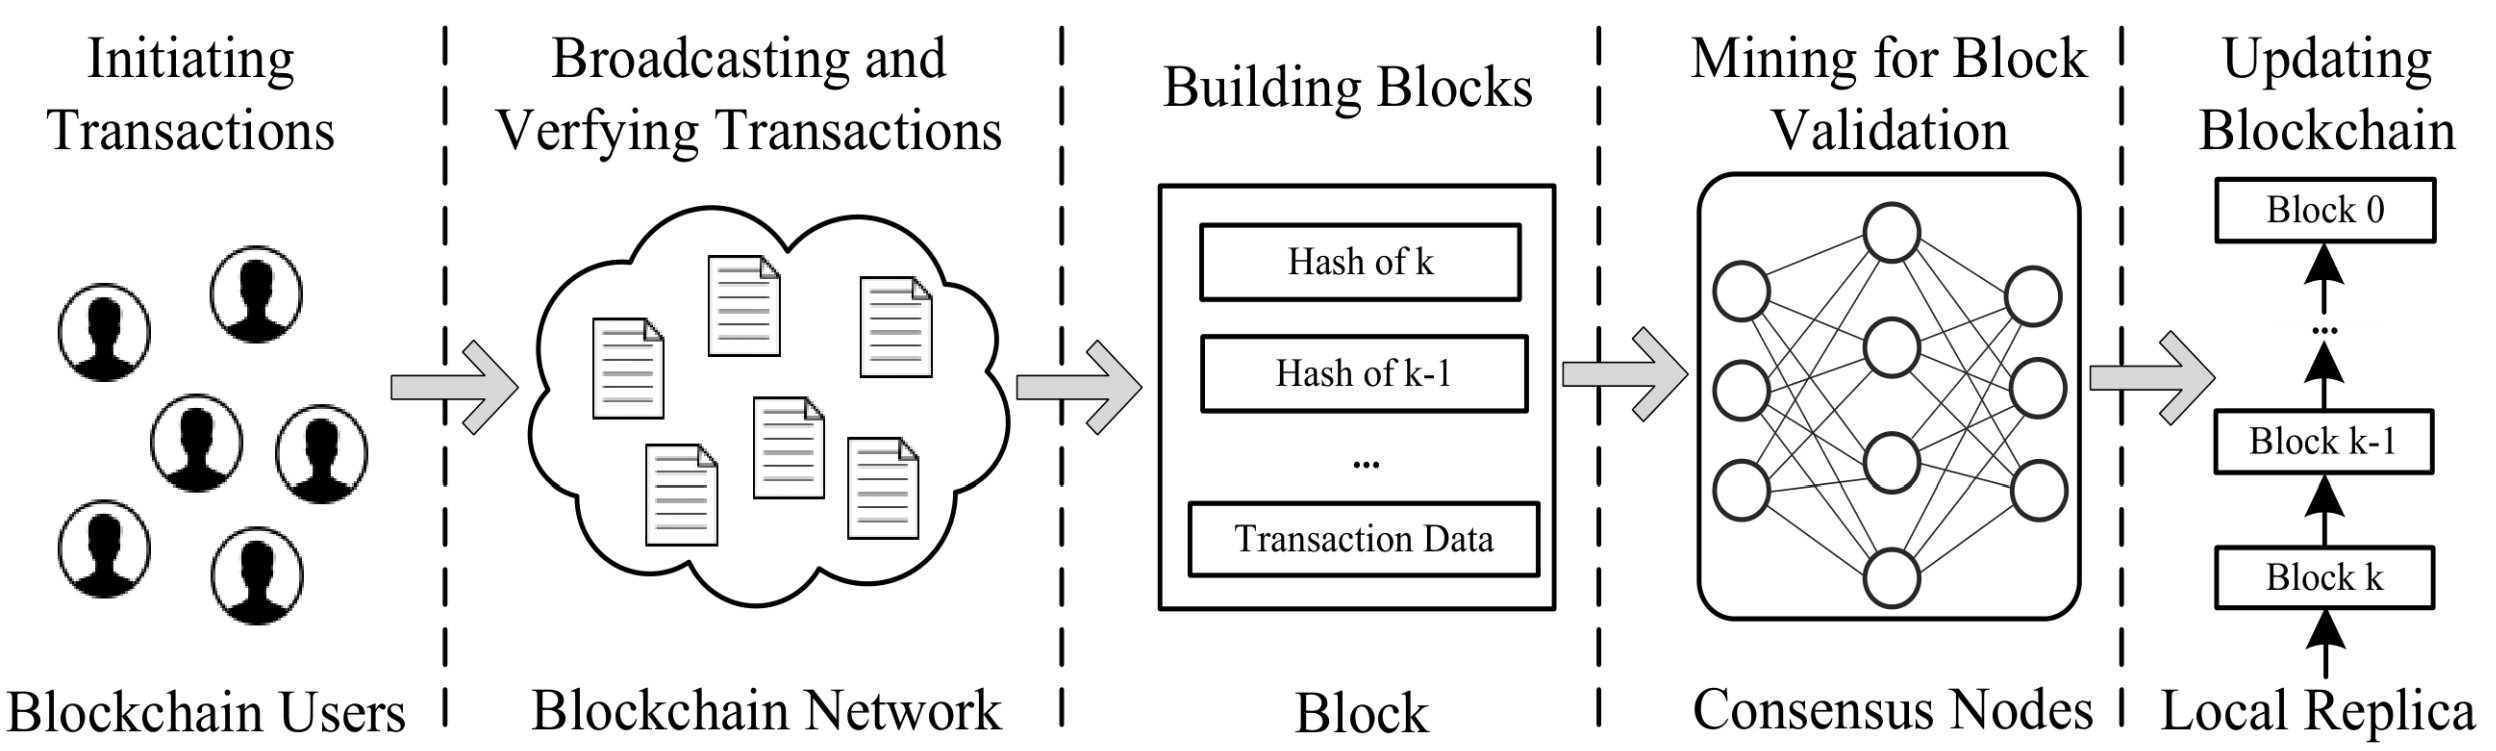 Initiating
Transactions
Broadcasting and
Verfying Transactions
Building Blocks
Mining for Block
Validation
Updating
Blockchain
Hash of k
Hash of k-1
...
Transaction Data
Block 0
...
Block k-1
Block k
Blockchain Users
Blockchain Network
Block
Consensus Nodes
Local Replica